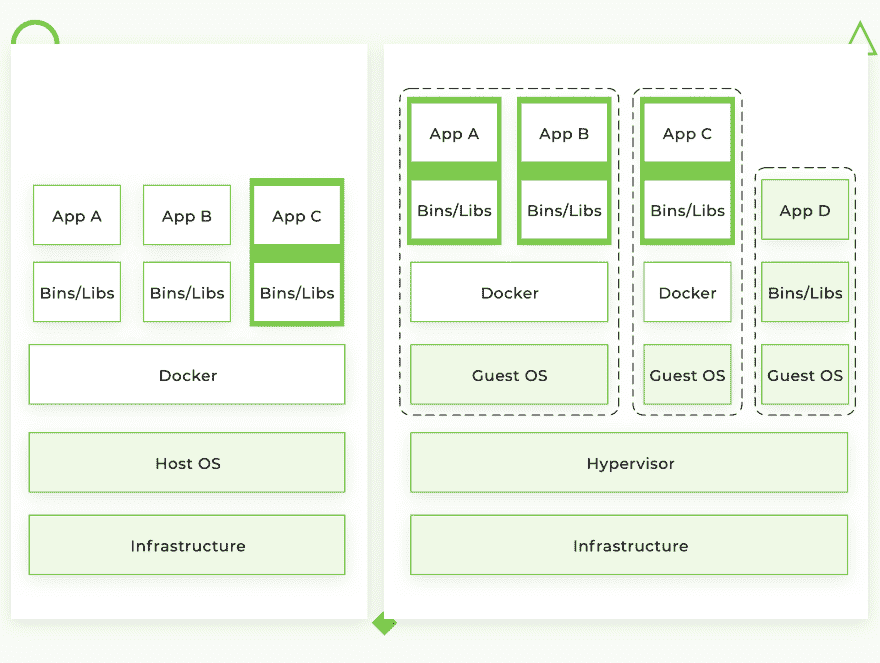 App A
App B
App C
Bins/Libs
Bins/Libs
Bins/Libs
Docker
Host OS
Infrastructure
App A
App B
App C
Bins/Libs
Bins/Libs
Bins/Libs
App D
Docker
Docker
Bins/Libs
Guest OS
Guest OS
Guest OS
Hypervisor
Infrastructure